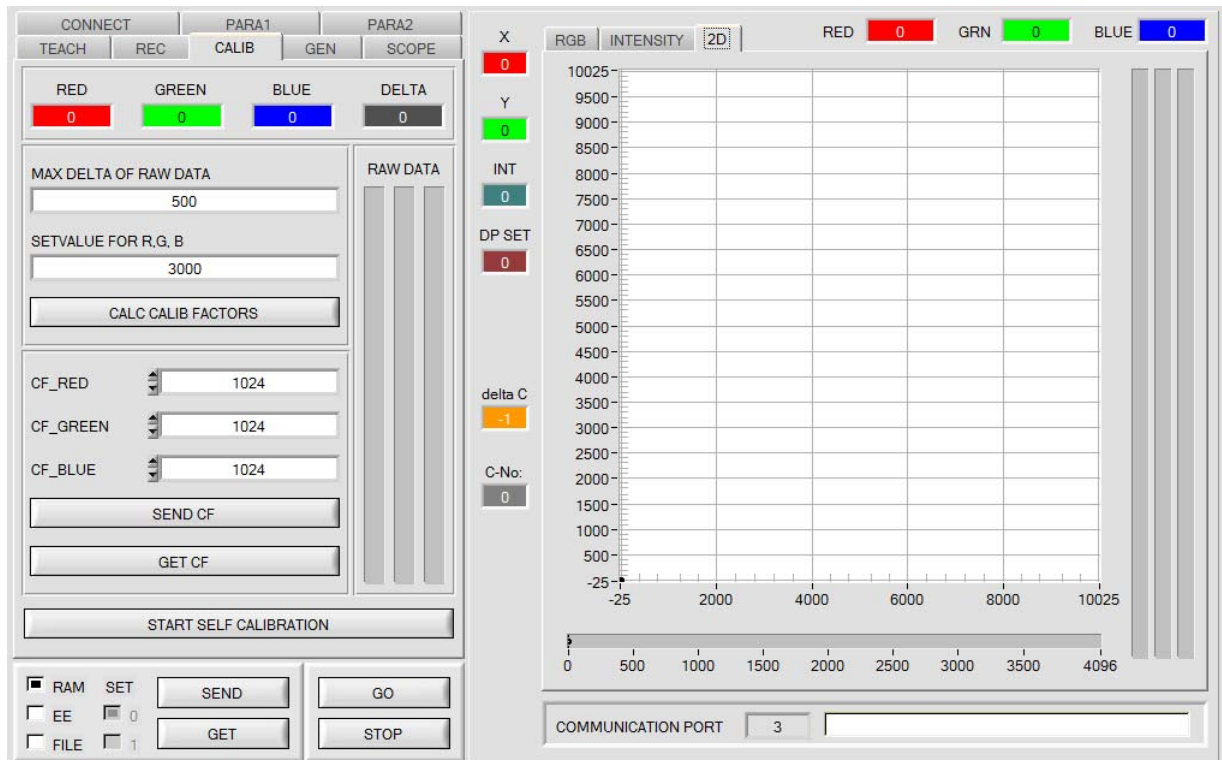 CONNECT PARA1 PARA2
TEACH REC CALIB GEN SCOPE
RED GREEN BLUE DELTA
0 0 0 0
MAX DELTA OF RAW DATA
500
SETVALUE FOR R,G, B
3000
CALC CALIB FACTORS
RAW DATA
CF_RED 1024
CF_GREEN 1024
CF_BLUE 1024
SEND CF
GET CF
START SELF CALIBRATION
RAM SET
EE 0
FILE 1
SEND
GET
GO
STOP
X
0
Y
0
INT
0
DP SET
0
delta C
-1
C-No:
0
RGB INTENSITY 2D
RED 0 GRN 0 BLUE 0
10025
9500
9000
8500
8000
7500
7000
6500
6000
5500
5000
4500
4000
3500
3000
2500
2000
1500
1000
500
-25
-25 2000 4000 6000 8000 10025
0 500 1000 1500 2000 2500 3000 3500 4096
COMMUNICATION PORT 3